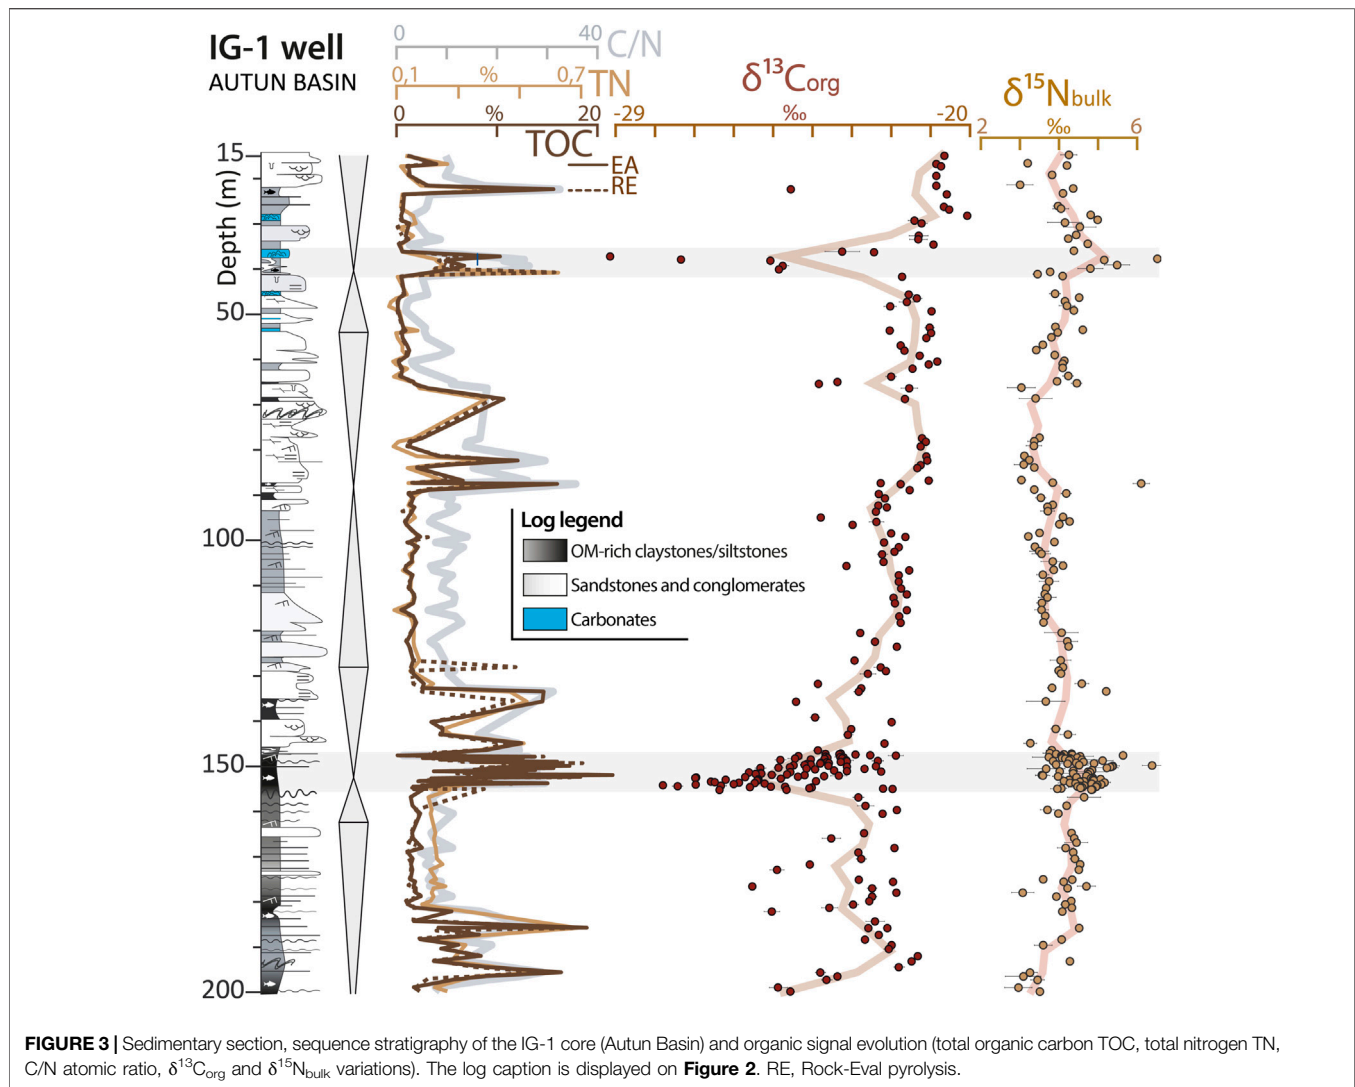 IG-1 well
AUTUN BASIN
0 40 C/N
0,1 % 0,7 TN
0 % 20
TOC
EA
RE
δ¹³Corg
-29 ‰ -20
δ¹⁵Nbulk
2 ‰ 6
Depth (m)
15
50
100
150
200
Log legend
OM-rich claystones/siltstones
Sandstones and conglomerates
Carbonates
FIGURE 3 | Sedimentary section, sequence stratigraphy of the IG-1 core (Autun Basin) and organic signal evolution (total organic carbon TOC, total nitrogen TN,
C/N atomic ratio, δ¹³Corg and δ¹⁵Nbulk variations). The log caption is displayed on Figure 2. RE, Rock-Eval pyrolysis.